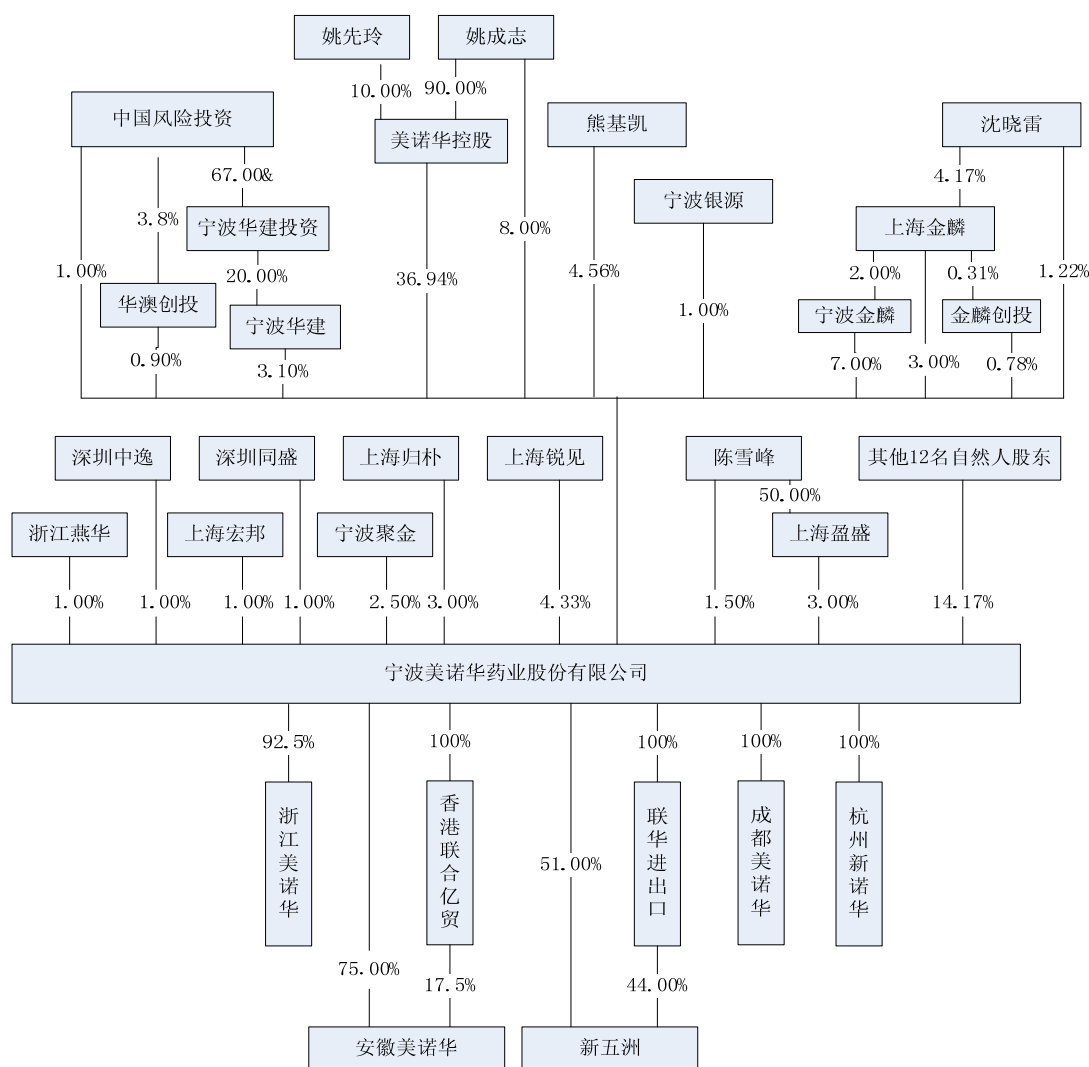 姚先玲
姚成志
10.00%
90.00%
中国风险投资
美诺华控股
熊基凯
沈晓雷
67.00&
4.17%
宁波银源
3.8%
宁波华建投资
8.00%
上海金麟
1.00%
20.00%
36.94%
4.56%
2.00%
0.31%
1.22%
华澳创投
宁波华建
1.00%
宁波金麟
金麟创投
0.90%
3.10%
7.00%
3.00%
0.78%
深圳中逸
深圳同盛
上海归朴
上海锐见
陈雪峰
其他12名自然人股东
50.00%
浙江燕华
上海宏邦
宁波聚金
上海盈盛
1.00%
1.00%
1.00%
1.00%
2.50%
3.00%
4.33%
1.50%
3.00%
14.17%
宁波美诺华药业股份有限公司
92.5%
100%
100%
100%
100%
浙江美诺华
香港联合亿贸
联华进出口
成都美诺华
杭州新诺华
51.00%
75.00%
17.5%
44.00%
安徽美诺华
新五洲